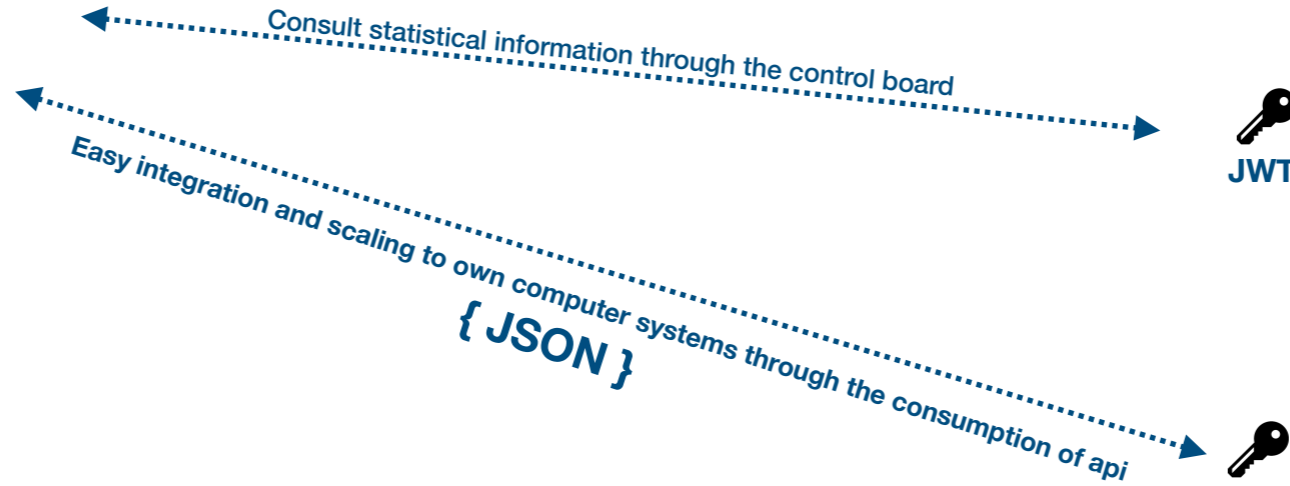 Consult statistical information through the control board
JWT
Easy integration and scaling to own computer systems through the consumption of api
{ JSON }